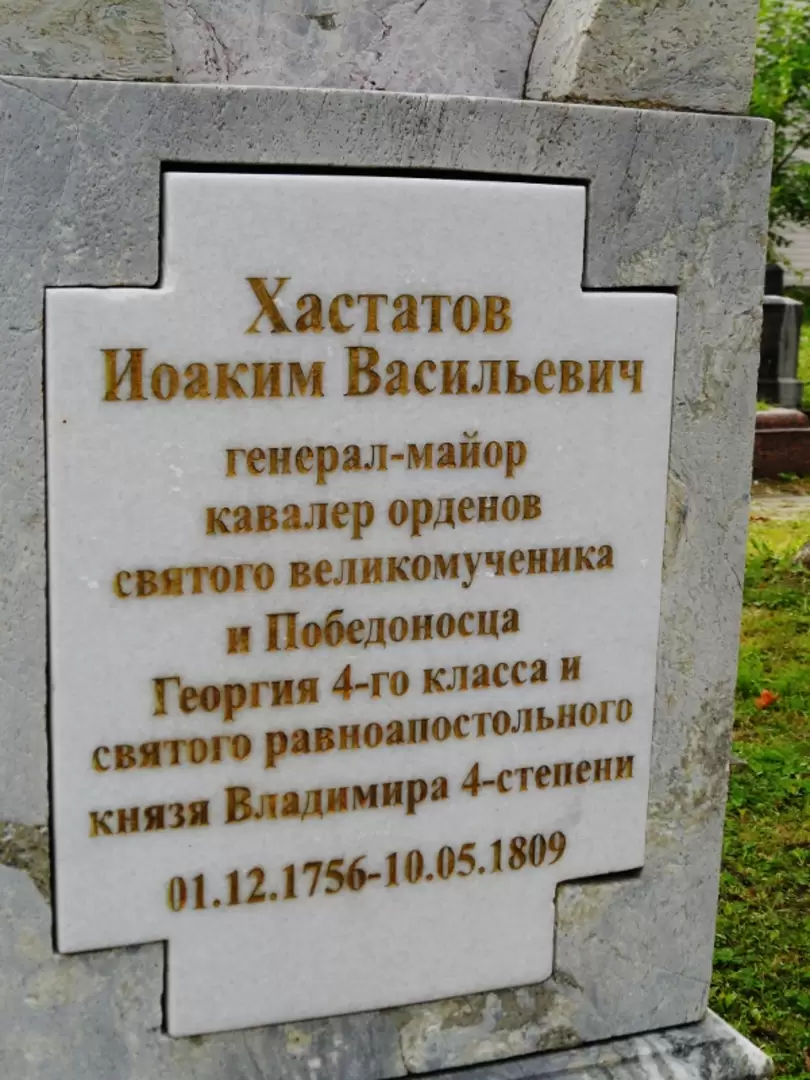 Хастатов
Иоаким Васильевич
генерал-майор
кавалер орденов
святого великомученика
и Победоносца
Георгия 4-го класса и
святого равноапостольного
князя Владимира 4-степени
01.12.1756-10.05.1809